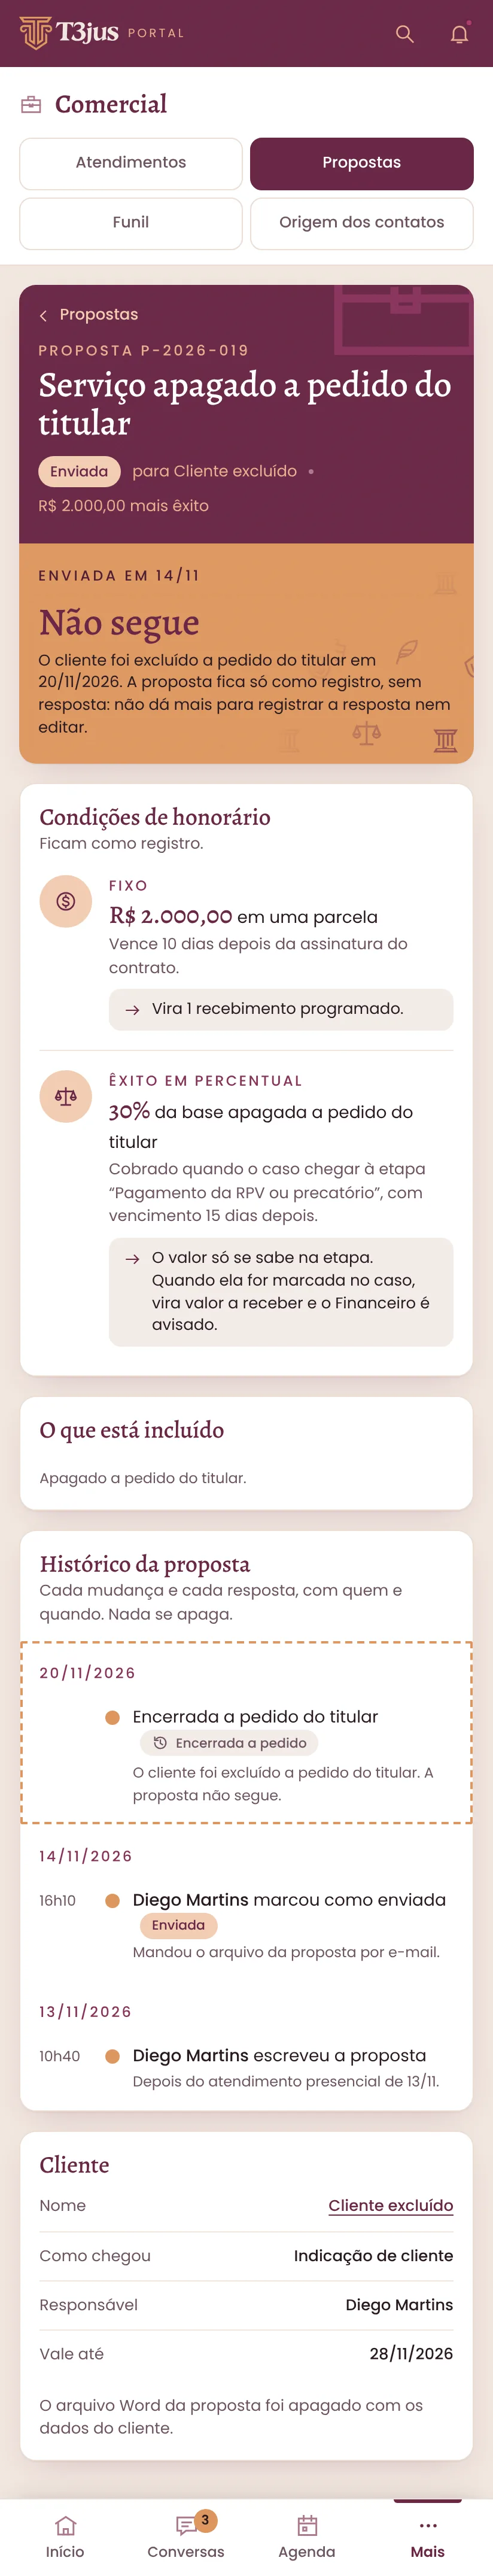 T3jus PORTAL
Comercial
Atendimentos
Propostas
Funil
Origem dos contatos
Propostas
PROPOSTA P-2026-019
Serviço apagado a pedido do
titular
Enviada para Cliente excluído •
R$ 2.000,00 mais êxito
ENVIADA EM 14/11
Não segue
O cliente foi excluído a pedido do titular em
20/11/2026. A proposta fica só como registro, sem
resposta: não dá mais para registrar a resposta nem
editar.
Condições de honorário
Ficam como registro.
FIXO
R$ 2.000,00 em uma parcela
Vence 10 dias depois da assinatura do
contrato.
→ Vira 1 recebimento programado.
ÊXITO EM PERCENTUAL
30% da base apagada a pedido do
titular
Cobrado quando o caso chegar à etapa
“Pagamento da RPV ou precatório”, com
vencimento 15 dias depois.
→ O valor só se sabe na etapa.
Quando ela for marcada no caso,
vira valor a receber e o Financeiro é
avisado.
O que está incluído
Apagado a pedido do titular.
Histórico da proposta
Cada mudança e cada resposta, com quem e
quando. Nada se apaga.
20/11/2026
Encerrada a pedido do titular
Encerrada a pedido
O cliente foi excluído a pedido do titular. A
proposta não segue.
14/11/2026
16h10 Diego Martins marcou como enviada
Enviada
Mandou o arquivo da proposta por e-mail.
13/11/2026
10h40 Diego Martins escreveu a proposta
Depois do atendimento presencial de 13/11.
Cliente
Nome Cliente excluído
Como chegou Indicação de cliente
Responsável Diego Martins
Vale até 28/11/2026
O arquivo Word da proposta foi apagado com os
dados do cliente.
3
Início Conversas Agenda Mais